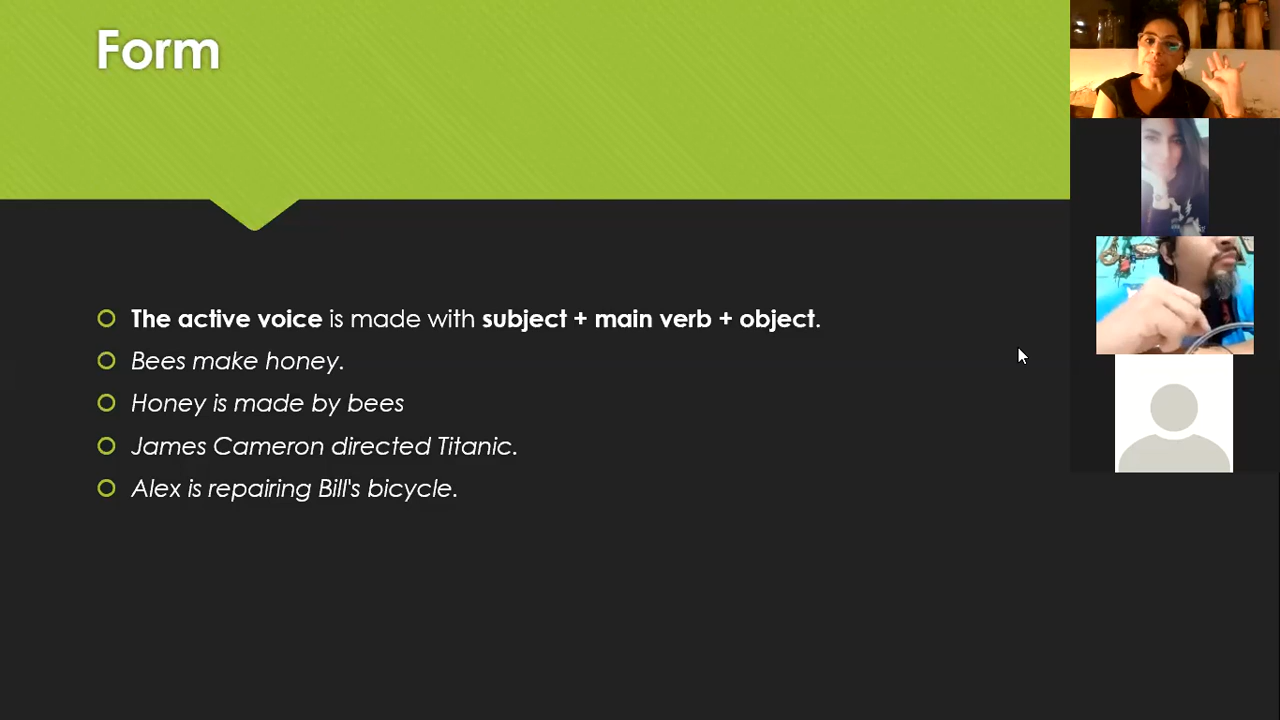 Form
The active voice is made with subject + main verb + object.
Bees make honey.
Honey is made by bees
James Cameron directed Titanic.
Alex is repairing Bill's bicycle.